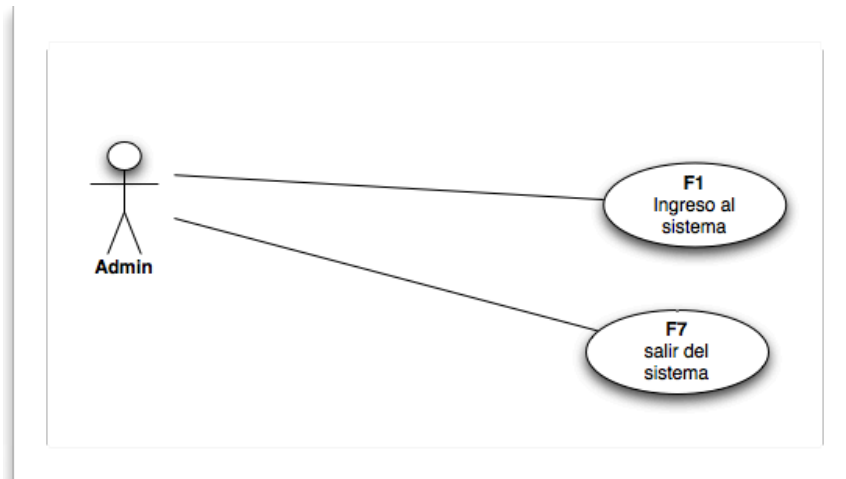 Admin
F1
Ingreso al
sistema
F7
salir del
sistema